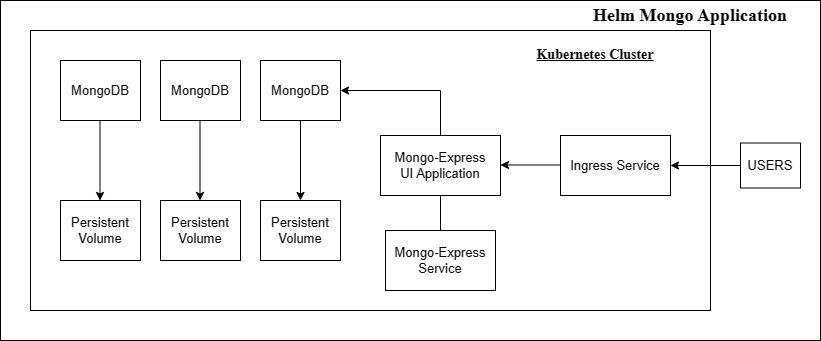 Helm Mongo Application
Kubernetes Cluster
MongoDB
MongoDB
MongoDB
Mongo-Express
UI Application
Ingress Service
USERS
Persistent
Volume
Persistent
Volume
Persistent
Volume
Mongo-Express
Service